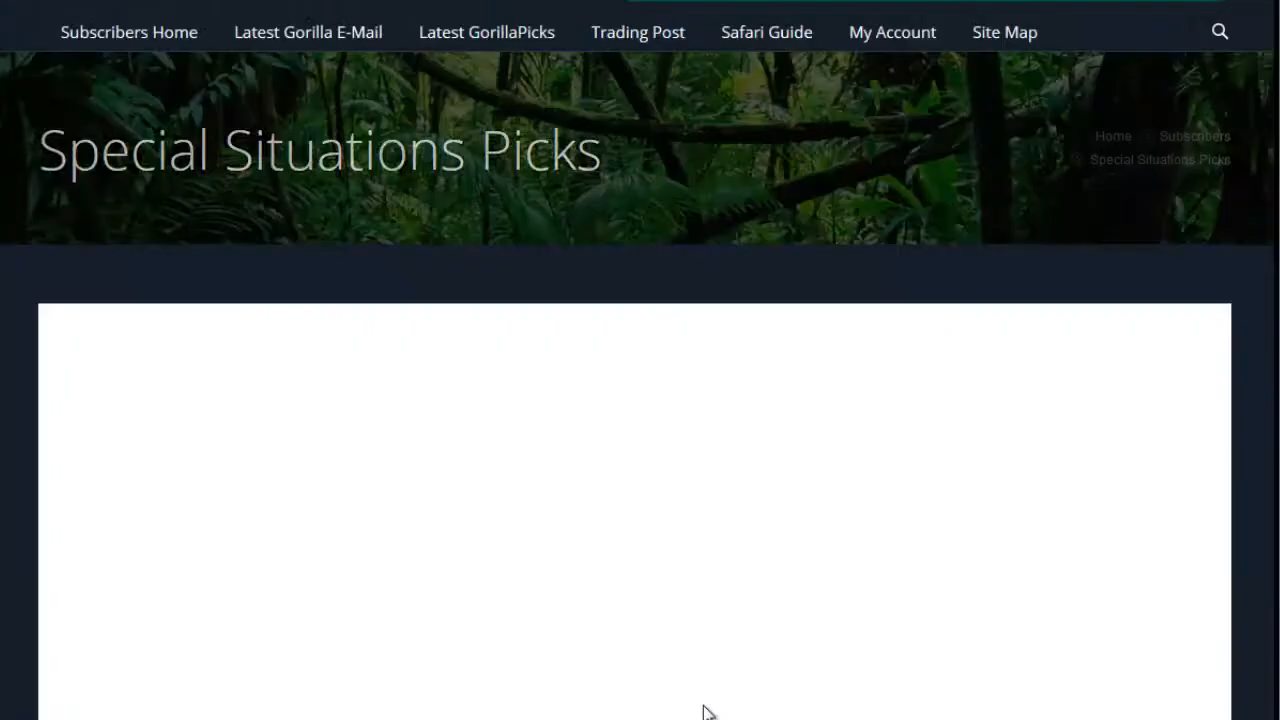 Subscribers Home Latest Gorilla E-Mail Latest GorillaPicks Trading Post Safari Guide My Account Site Map
Special Situations Picks
Home Subscribers
Special Situations Picks